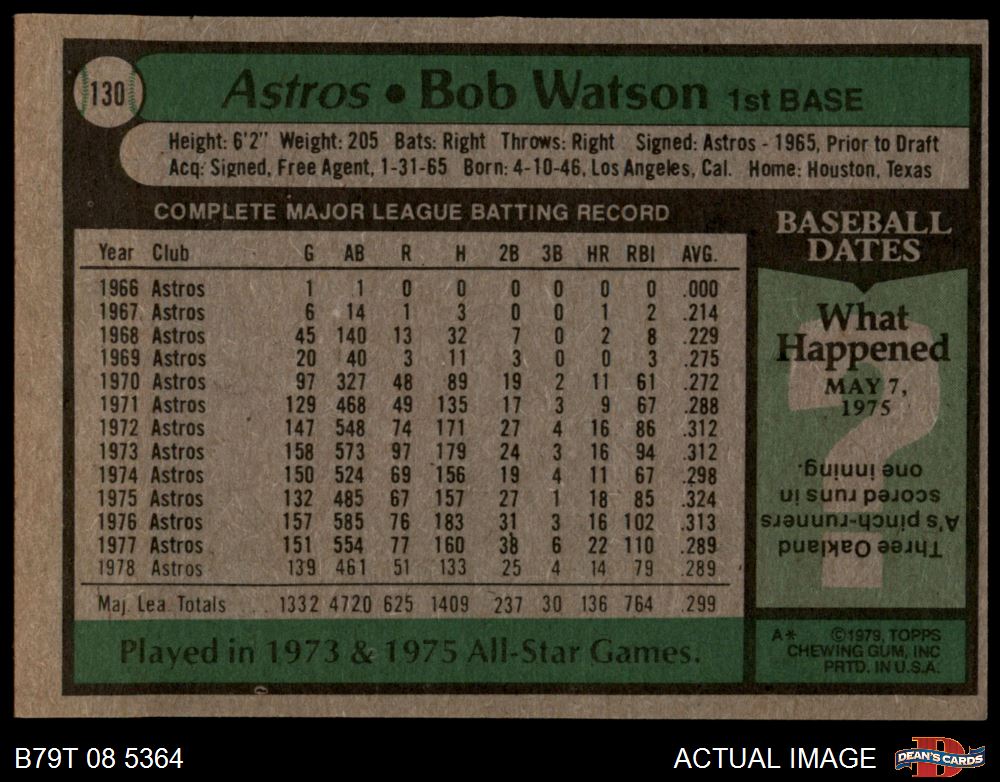 130
Astros • Bob Watson 1st BASE
Height: 6'2" Weight: 205 Bats: Right Throws: Right Signed: Astros - 1965, Prior to Draft
Acq: Signed, Free Agent, 1-31-65 Born: 4-10-46, Los Angeles, Cal. Home: Houston, Texas
COMPLETE MAJOR LEAGUE BATTING RECORD
Year Club G AB R H 2B 3B HR RBI AVG.
1966 Astros 1 1 0 0 0 0 0 0 .000
1967 Astros 6 14 1 3 0 0 1 2 .214
1968 Astros 45 140 13 32 7 0 2 8 .229
1969 Astros 20 40 3 11 3 0 0 3 .275
1970 Astros 97 327 48 89 19 2 11 61 .272
1971 Astros 129 468 49 135 17 3 9 67 .288
1972 Astros 147 548 74 171 27 4 16 86 .312
1973 Astros 158 573 97 179 24 3 16 94 .312
1974 Astros 150 524 69 156 19 4 11 67 .298
1975 Astros 132 485 67 157 27 1 18 85 .324
1976 Astros 157 585 76 183 31 3 16 102 .313
1977 Astros 151 554 77 160 38 6 22 110 .289
1978 Astros 139 461 51 133 25 4 14 79 .289
Maj. Lea. Totals 1332 4720 625 1409 237 30 136 764 .299
Played in 1973 & 1975 All-Star Games.
BASEBALL
DATES
What
Happened
MAY 7,
1975
?
Three Oakland
A's pinch-runners
scored runs in
one inning.
A* ©1979, TOPPS
CHEWING GUM, INC
PRTD. IN U.S.A.
B79T 08 5364
ACTUAL IMAGE
D
DEAN'S CARDS